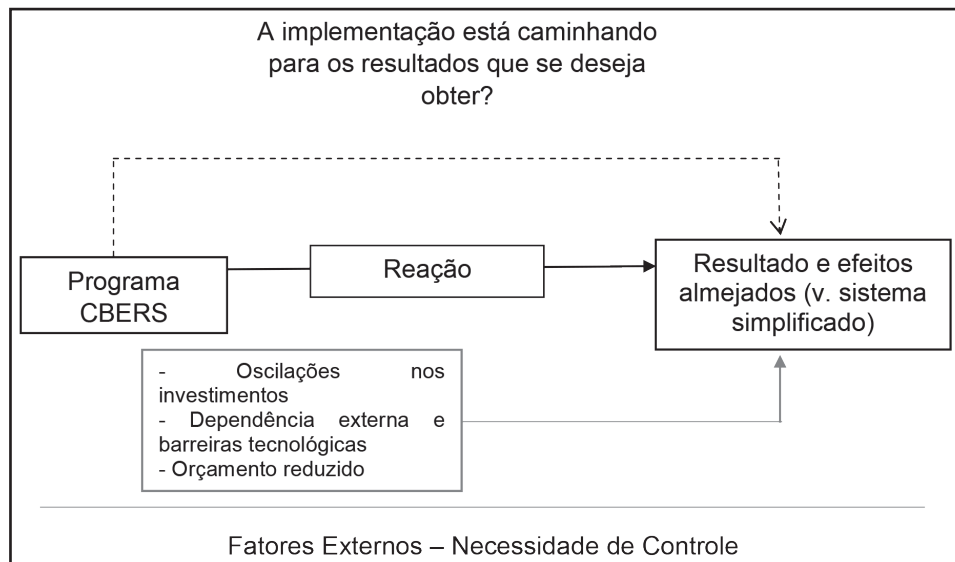 A implementação está caminhando
para os resultados que se deseja
obter?
Programa
CBERS
Reação
Resultado e efeitos
almejados (v. sistema
simplificado)
- Oscilações nos
investimentos
- Dependência externa e
barreiras tecnológicas
- Orçamento reduzido
Fatores Externos – Necessidade de Controle